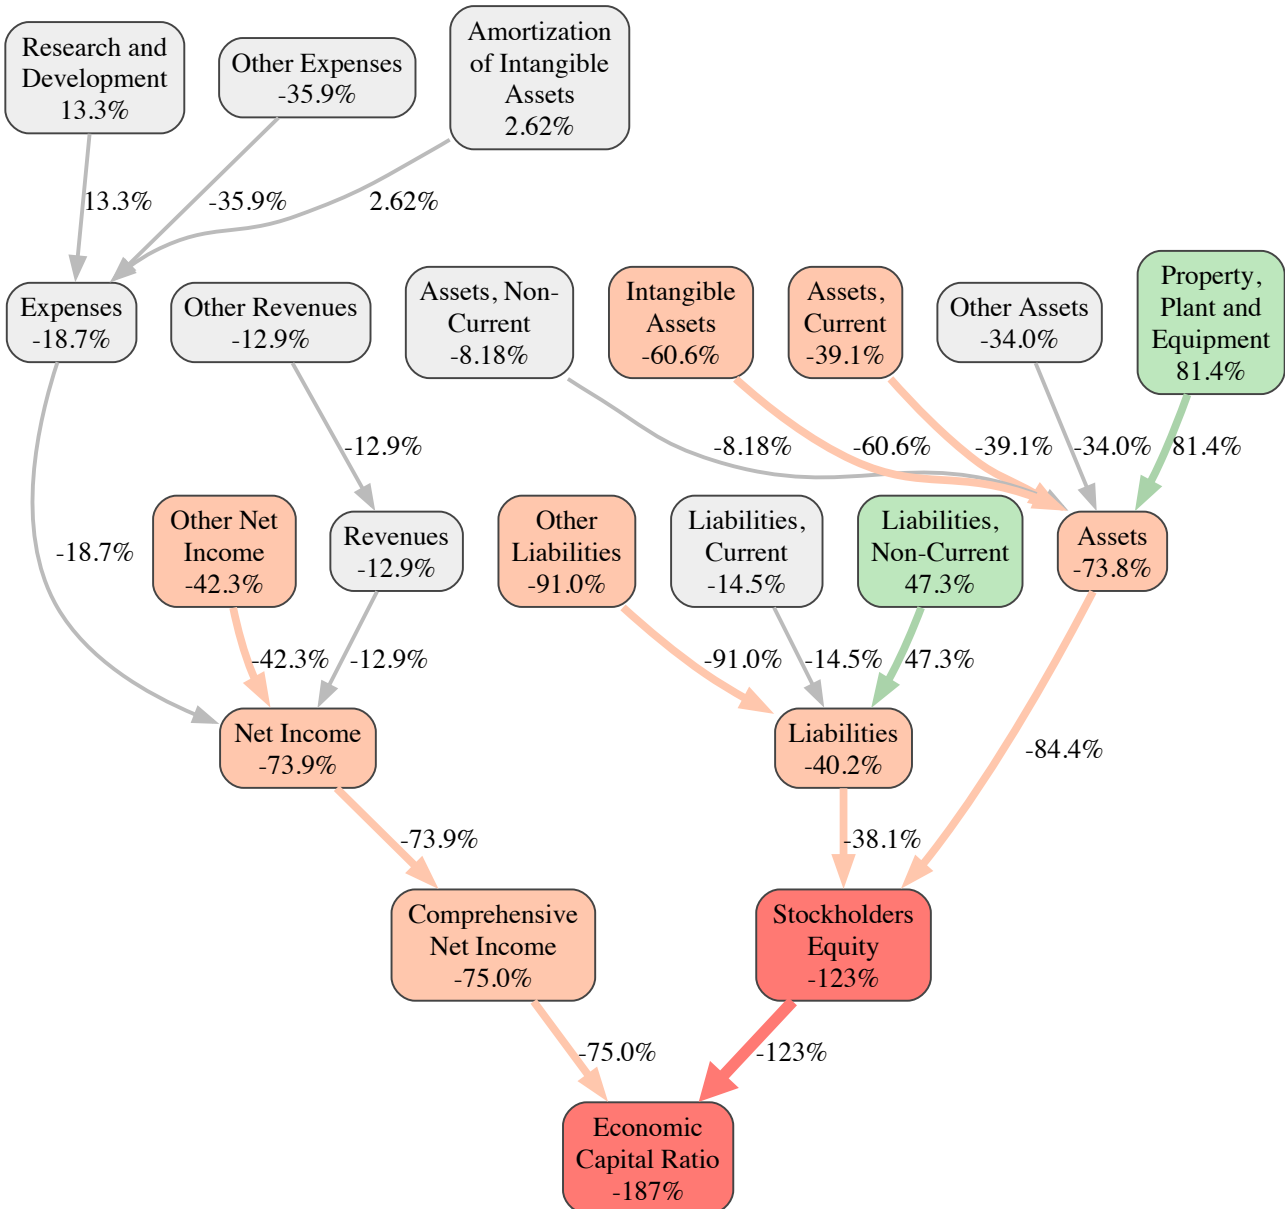 Research and
Development
13.3%
Other Expenses
-35.9%
Amortization
of Intangible
Assets
2.62%
13.3%
-35.9%
2.62%
Expenses
-18.7%
Other Revenues
-12.9%
Assets, Non-
Current
-8.18%
Intangible
Assets
-60.6%
Assets,
Current
-39.1%
Other Assets
-34.0%
Property,
Plant and
Equipment
81.4%
-12.9%
-8.18%
-60.6%
-39.1%
-34.0%
81.4%
-18.7%
Other Net
Income
-42.3%
Revenues
-12.9%
Other
Liabilities
-91.0%
Liabilities,
Current
-14.5%
Liabilities,
Non-Current
47.3%
Assets
-73.8%
-42.3%
-12.9%
-91.0%
-14.5%
47.3%
Net Income
-73.9%
Liabilities
-40.2%
-84.4%
-73.9%
-38.1%
Comprehensive
Net Income
-75.0%
Stockholders
Equity
-123%
-75.0%
-123%
Economic
Capital Ratio
-187%